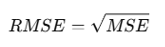 RMSE = √MSE